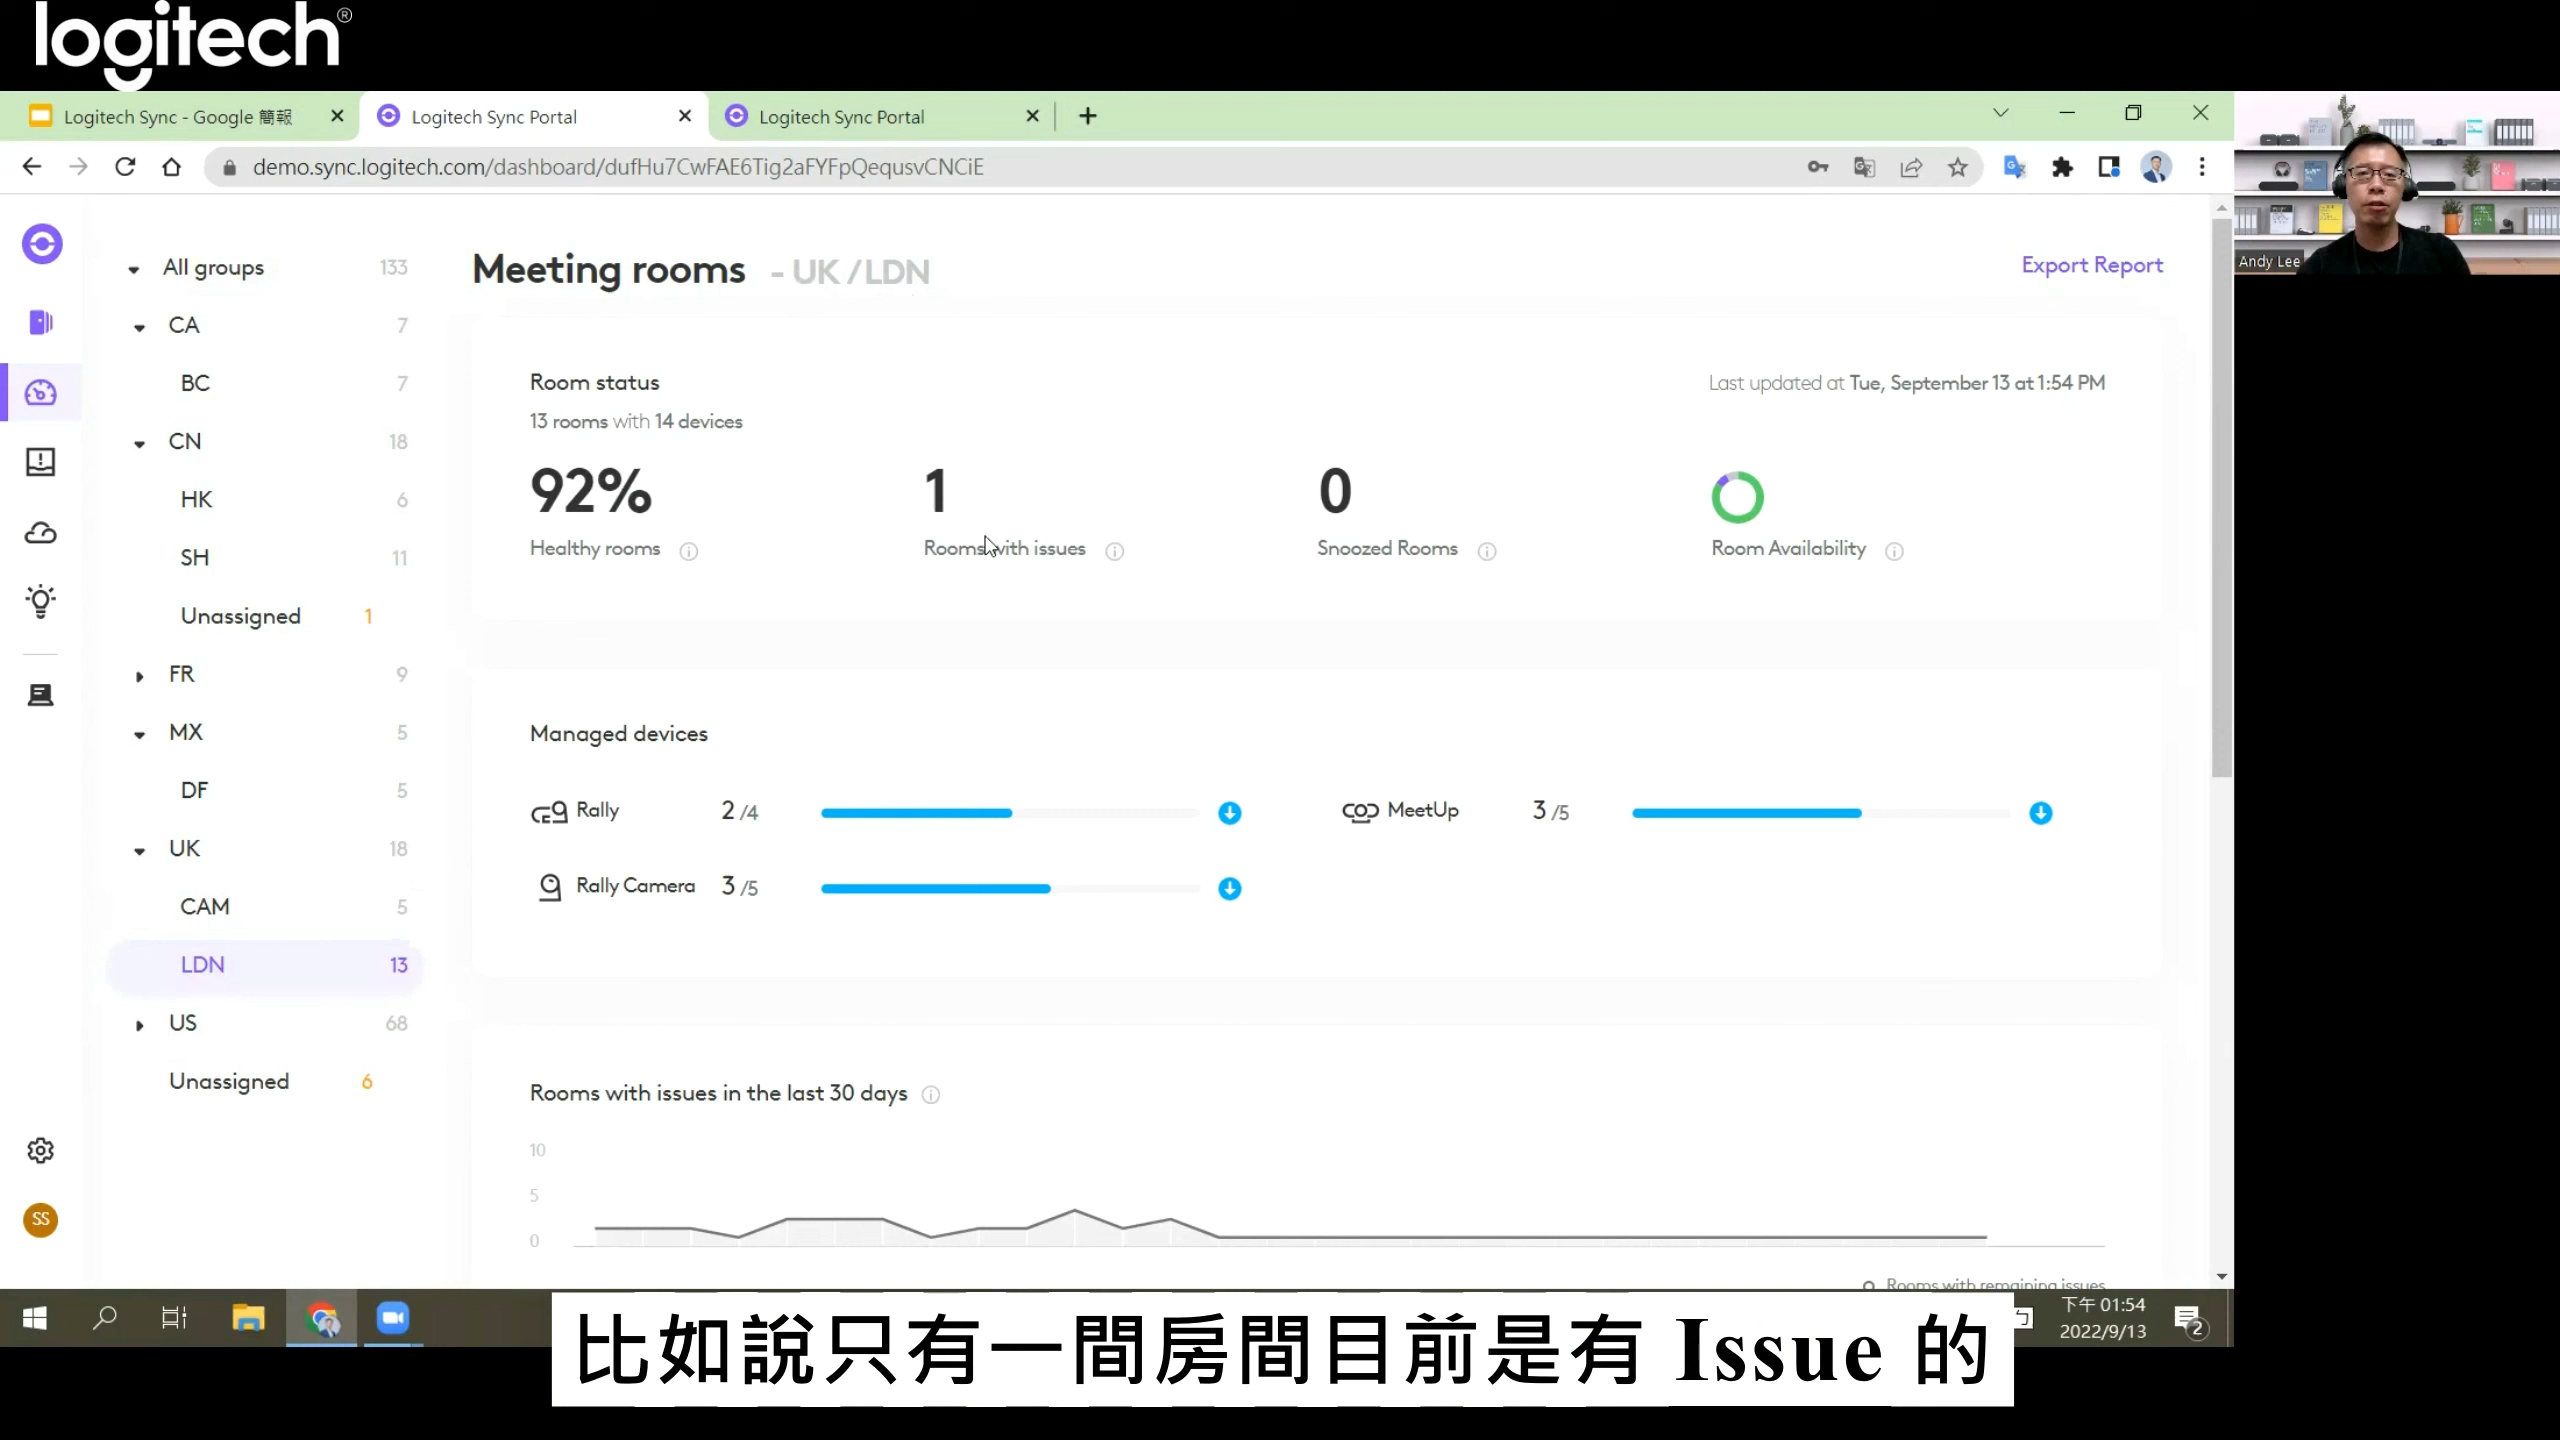 logitech®
Logitech Sync - Google 簡報
Logitech Sync Portal
Logitech Sync Portal
demo.sync.logitech.com/dashboard/dufHu7CwFAE6Tig2aFYFpQequsvCNCiE
Andy Lee
All groups 133
CA 7
BC 7
CN 18
HK 6
SH 11
Unassigned 1
FR 9
MX 5
DF 5
UK 18
CAM 5
LDN 13
US 68
Unassigned 6
SS
Meeting rooms - UK / LDN
Export Report
Room status
Last updated at Tue, September 13 at 1:54 PM
13 rooms with 14 devices
92% 1 0
Healthy rooms Rooms with issues Snoozed Rooms Room Availability
Managed devices
Rally 2 /4 MeetUp 3 /5
Rally Camera 3 /5
Rooms with issues in the last 30 days
10
5
0
Rooms with remaining issues
下午 01:54
2022/9/13
2
比如說只有一間房間目前是有 Issue 的